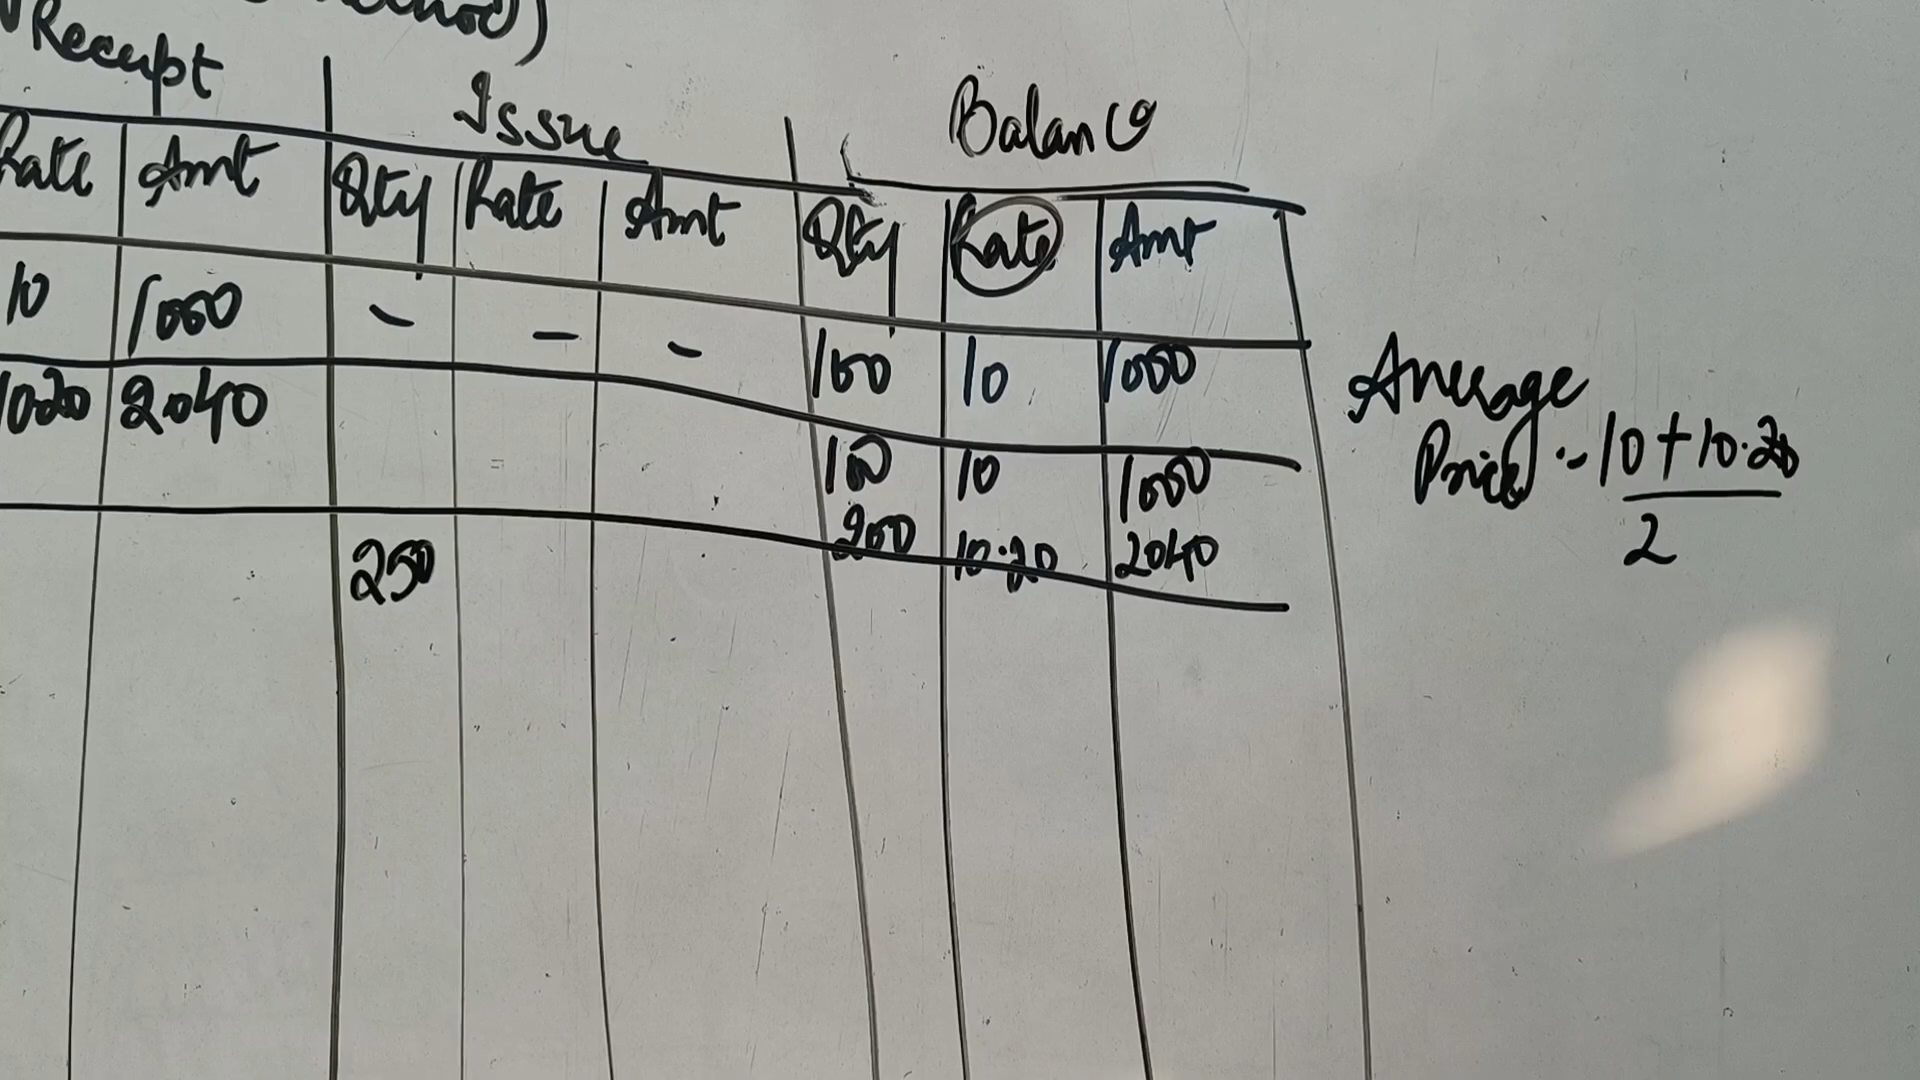 method)
Receipt | Issue | Balance
Rate | Amt | Qty | Rate | Amt | Qty | Rate | Amt
10 | 1000 | - | - | - | 100 | 10 | 1000
10.20 | 2040 | 100 | 10 | 1000
200 | 10.20 | 2040
250
Average
Price :- 10 + 10.20
2